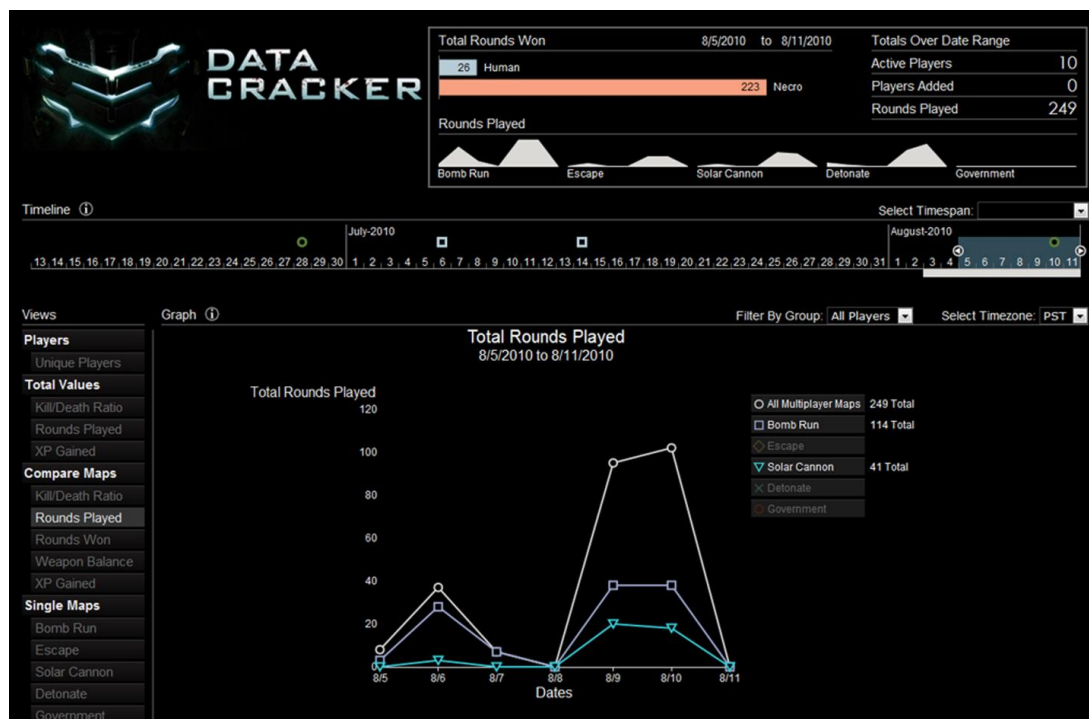 DATA
CRACKER
Total Rounds Won 8/5/2010 to 8/11/2010
26 Human
223 Necro
Rounds Played
Bomb Run Escape Solar Cannon Detonate Government
Totals Over Date Range
Active Players 10
Players Added 0
Rounds Played 249
Timeline i Select Timespan:
July-2010 August-2010
13 14 15 16 17 18 19 20 21 22 23 24 25 26 27 28 29 30 1 2 3 4 5 6 7 8 9 10 11 12 13 14 15 16 17 18 19 20 21 22 23 24 25 26 27 28 29 30 31 1 2 3 4 5 6 7 8 9 10 11
Views
Players
Unique Players
Total Values
Kill/Death Ratio
Rounds Played
XP Gained
Compare Maps
Kill/Death Ratio
Rounds Played
Rounds Won
Weapon Balance
XP Gained
Single Maps
Bomb Run
Escape
Solar Cannon
Detonate
Government
Graph i Filter By Group: All Players Select Timezone: PST
Total Rounds Played
8/5/2010 to 8/11/2010
Total Rounds Played
120
100
80
60
40
20
0
8/5 8/6 8/7 8/8 8/9 8/10 8/11
Dates
All Multiplayer Maps 249 Total
Bomb Run 114 Total
Escape
Solar Cannon 41 Total
Detonate
Government